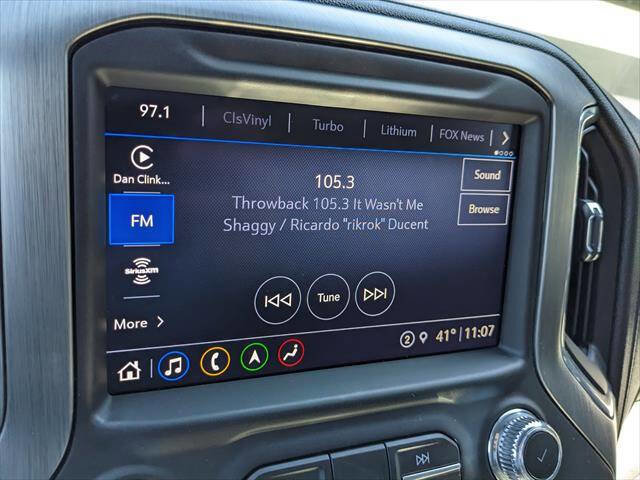 97.1 ClsVinyl Turbo Lithium FOX News
Dan Clink...
FM
SiriusXM
More
105.3
Throwback 105.3 It Wasn't Me
Shaggy / Ricardo "rikrok" Ducent
Sound
Browse
Tune
2 41° 11:07